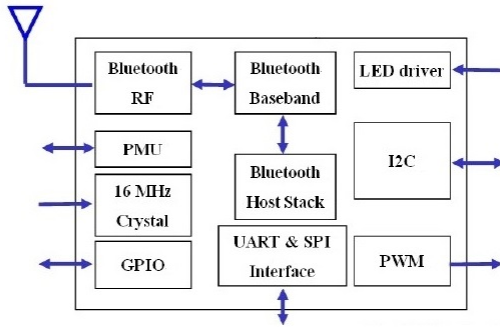 Bluetooth
RF
Bluetooth
Baseband
LED driver
PMU
I2C
16 MHz
Crystal
Bluetooth
Host Stack
GPIO
UART & SPI
Interface
PWM